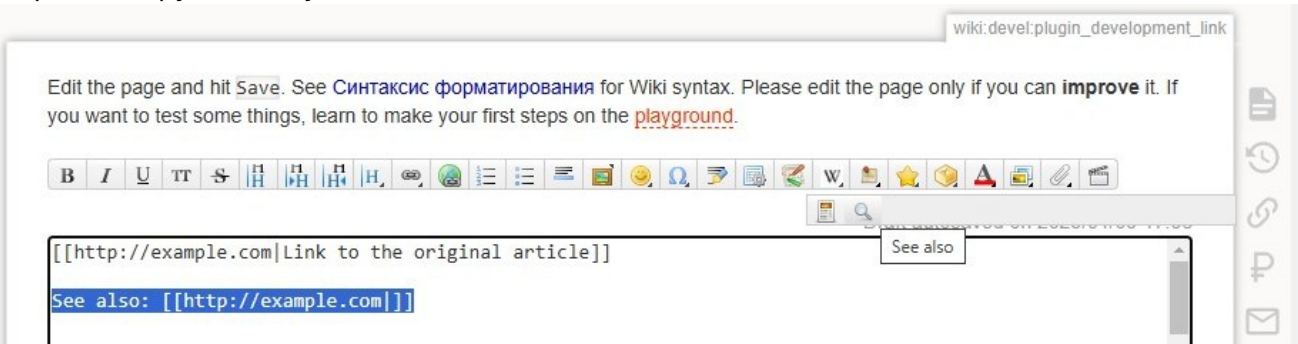 wiki:devel:plugin_development_link
Edit the page and hit Save. See Синтаксис форматирования for Wiki syntax. Please edit the page only if you can improve it. If
you want to test some things, learn to make your first steps on the playground.
B I U TT S H H H H Ω W A
See also
[[http://example.com|Link to the original article]]
See also: [[http://example.com|]]